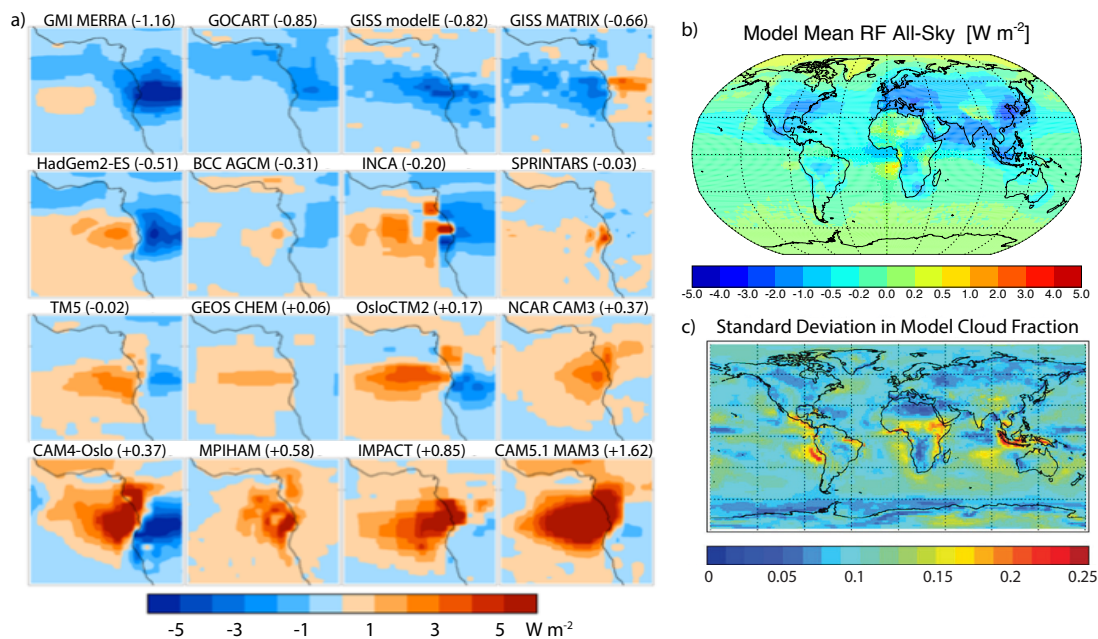 a)
GMI MERRA (-1.16) GOCART (-0.85) GISS modelE (-0.82) GISS MATRIX (-0.66)
HadGem2-ES (-0.51) BCC AGCM (-0.31) INCA (-0.20) SPRINTARS (-0.03)
TM5 (-0.02) GEOS CHEM (+0.06) OsloCTM2 (+0.17) NCAR CAM3 (+0.37)
CAM4-Oslo (+0.37) MPIHAM (+0.58) IMPACT (+0.85) CAM5.1 MAM3 (+1.62)
-5 -3 -1 1 3 5 W m-2
b)
Model Mean RF All-Sky [W m-2]
-5.0 -4.0 -3.0 -2.0 -1.0 -0.5 -0.2 0.0 0.2 0.5 1.0 2.0 3.0 4.0 5.0
c) Standard Deviation in Model Cloud Fraction
0 0.05 0.1 0.15 0.2 0.25